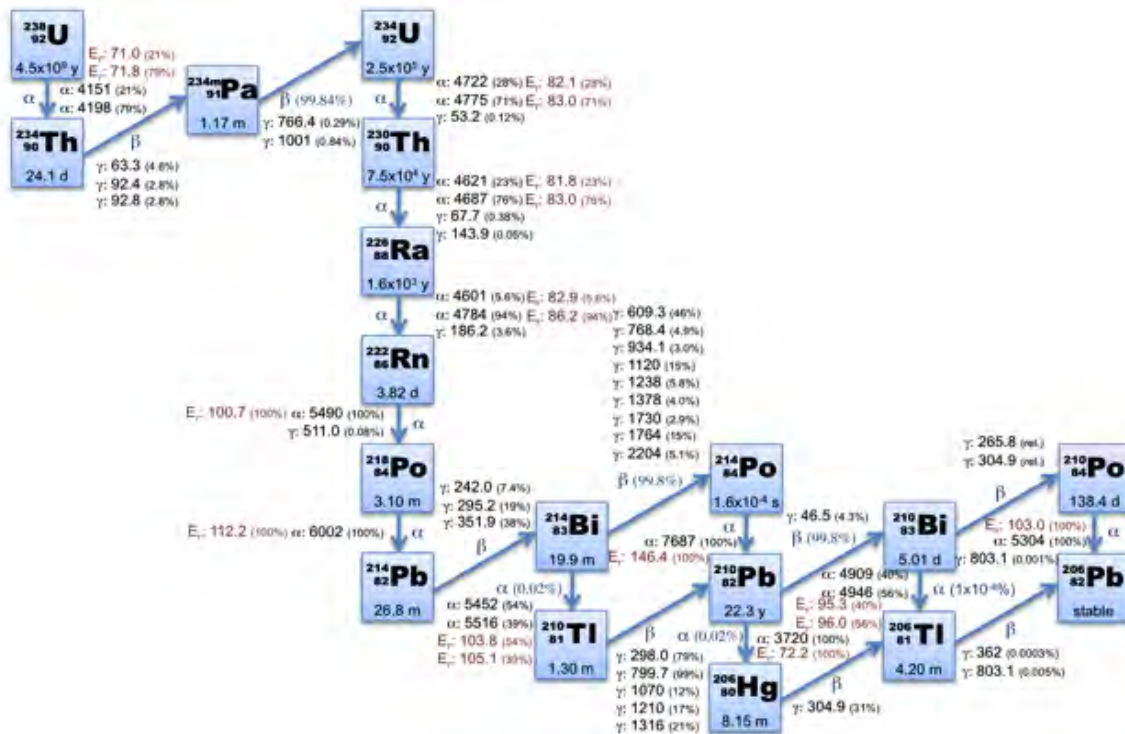 238 92 U
4.5x10⁹ y
Eᵣ: 71.0 (21%)
Eᵣ: 71.8 (79%)
α
α: 4151 (21%)
α: 4198 (79%)
234 90 Th
24.1 d
β
γ: 63.3 (4.8%)
γ: 92.4 (2.8%)
γ: 92.8 (2.8%)
234m 91 Pa
1.17 m
β (99.84%)
γ: 766.4 (0.29%)
γ: 1001 (0.84%)
234 92 U
2.5x10⁵ y
α
α: 4722 (28%) Eᵣ: 82.1 (28%)
α: 4775 (71%) Eᵣ: 83.0 (71%)
γ: 53.2 (0.12%)
230 90 Th
7.5x10⁴ y
α
α: 4621 (23%) Eᵣ: 81.8 (23%)
α: 4687 (76%) Eᵣ: 83.0 (76%)
γ: 67.7 (0.38%)
γ: 143.9 (0.05%)
226 88 Ra
1.6x10³ y
α
α: 4601 (5.6%) Eᵣ: 82.9 (5.6%)
α: 4784 (94%) Eᵣ: 86.2 (94%)
γ: 186.2 (3.6%)
222 86 Rn
3.82 d
Eᵣ: 100.7 (100%) α: 5490 (100%)
γ: 511.0 (0.08%)
α
218 84 Po
3.10 m
Eᵣ: 112.2 (100%) α: 6002 (100%)
α
214 82 Pb
26.8 m
γ: 242.0 (7.4%)
γ: 295.2 (19%)
γ: 351.9 (38%)
β
214 83 Bi
19.9 m
γ: 609.3 (46%)
γ: 768.4 (4.9%)
γ: 934.1 (3.0%)
γ: 1120 (15%)
γ: 1238 (5.8%)
γ: 1378 (4.0%)
γ: 1730 (2.9%)
γ: 1764 (15%)
γ: 2204 (5.1%)
β (99.8%)
α (0.02%)
α: 5452 (54%)
α: 5516 (39%)
Eᵣ: 103.8 (54%)
Eᵣ: 105.1 (39%)
210 81 Tl
1.30 m
β
γ: 298.0 (79%)
γ: 799.7 (99%)
γ: 1070 (12%)
γ: 1210 (17%)
γ: 1316 (21%)
214 84 Po
1.6x10⁻⁴ s
α
α: 7687 (100%)
Eᵣ: 146.4 (100%)
210 82 Pb
22.3 y
γ: 46.5 (4.3%)
β (99.8%)
α (0.02%)
α: 3720 (100%)
Eᵣ: 72.2 (100%)
206 80 Hg
8.15 m
β
γ: 304.9 (31%)
210 83 Bi
5.01 d
γ: 265.8 (rel.)
γ: 304.9 (rel.)
β
α: 4909 (40%)
α: 4946 (56%)
Eᵣ: 95.3 (40%)
Eᵣ: 96.0 (56%)
206 81 Tl
4.20 m
β
γ: 362 (0.0003%)
γ: 803.1 (0.005%)
210 84 Po
138.4 d
Eᵣ: 103.0 (100%)
α: 5304 (100%)
γ: 803.1 (0.001%)
α
206 82 Pb
stable